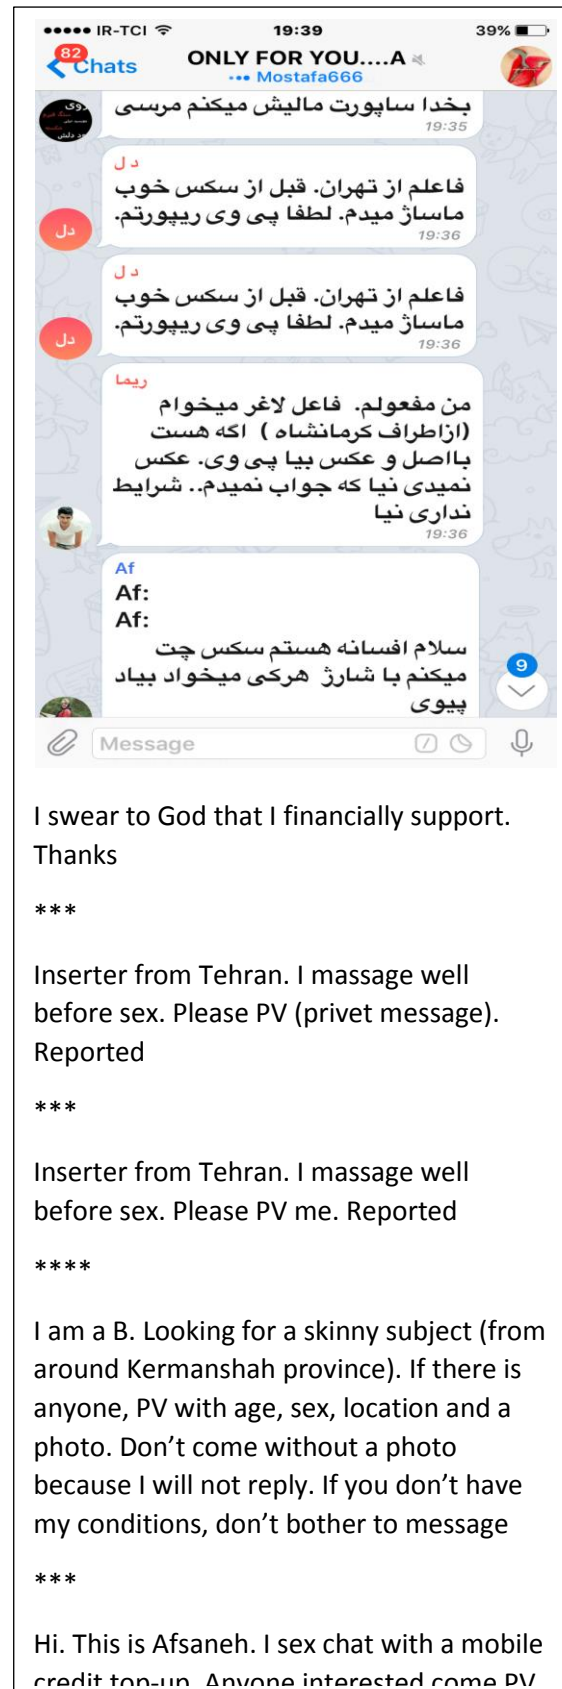 IR-TCI 19:39 39%
82
Chats ONLY FOR YOU....A
Mostafa666
بخدا ساپورت مالیش میکنم مرسی
19:35
د ل
فاعلم از تهران. قبل از سکس خوب
ماساژ میدم. لطفا پی وی ریپورتم.
19:36
دل
د ل
فاعلم از تهران. قبل از سکس خوب
ماساژ میدم. لطفا پی وی ریپورتم.
19:36
دل
ریما
من مفعولم. فاعل لاغر میخوام
(ازاطراف کرمانشاه ) اگه هست
بااصل و عکس بیا پی وی. عکس
نمیدی نیا که جواب نمیدم.. شرایط
نداری نیا
19:36
Af
Af:
Af:
سلام افسانه هستم سکس چت
میکنم با شارژ هرکی میخواد بیاد
پیوی
9
Message
I swear to God that I financially support.
Thanks
***
Inserter from Tehran. I massage well
before sex. Please PV (privet message).
Reported
***
Inserter from Tehran. I massage well
before sex. Please PV me. Reported
****
I am a B. Looking for a skinny subject (from
around Kermanshah province). If there is
anyone, PV with age, sex, location and a
photo. Don’t come without a photo
because I will not reply. If you don’t have
my conditions, don’t bother to message
***
Hi. This is Afsaneh. I sex chat with a mobile
credit top-up. Anyone interested come PV